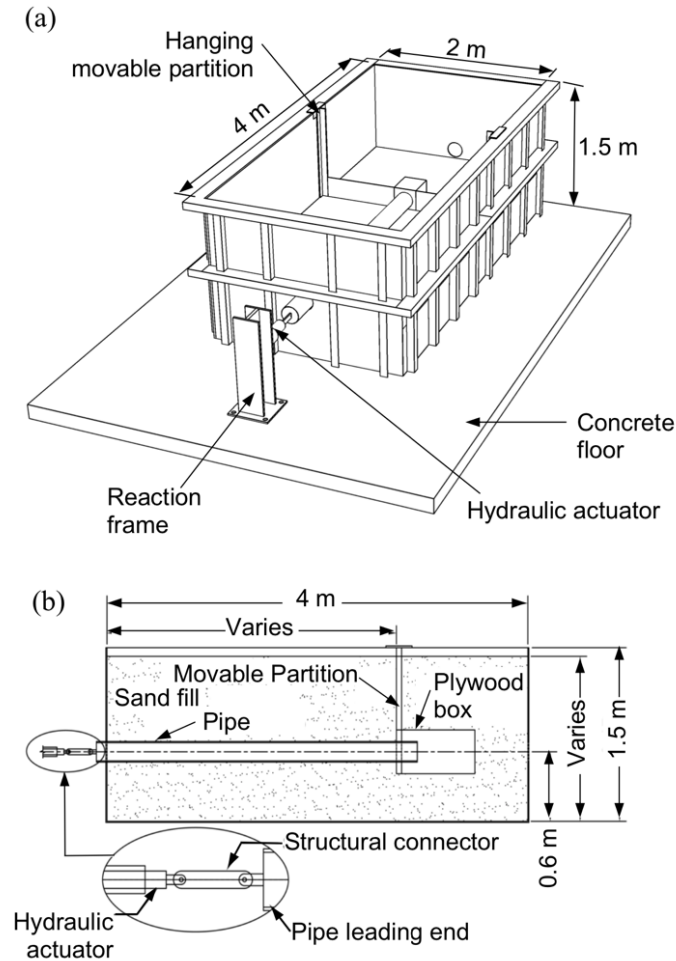 (a)
Hanging
movable partition
2 m
4 m
1.5 m
Concrete
floor
Reaction
frame
Hydraulic actuator
(b)
4 m
Varies
Movable Partition
Plywood
box
Sand fill
Pipe
Varies
1.5 m
0.6 m
Structural connector
Hydraulic
actuator
Pipe leading end